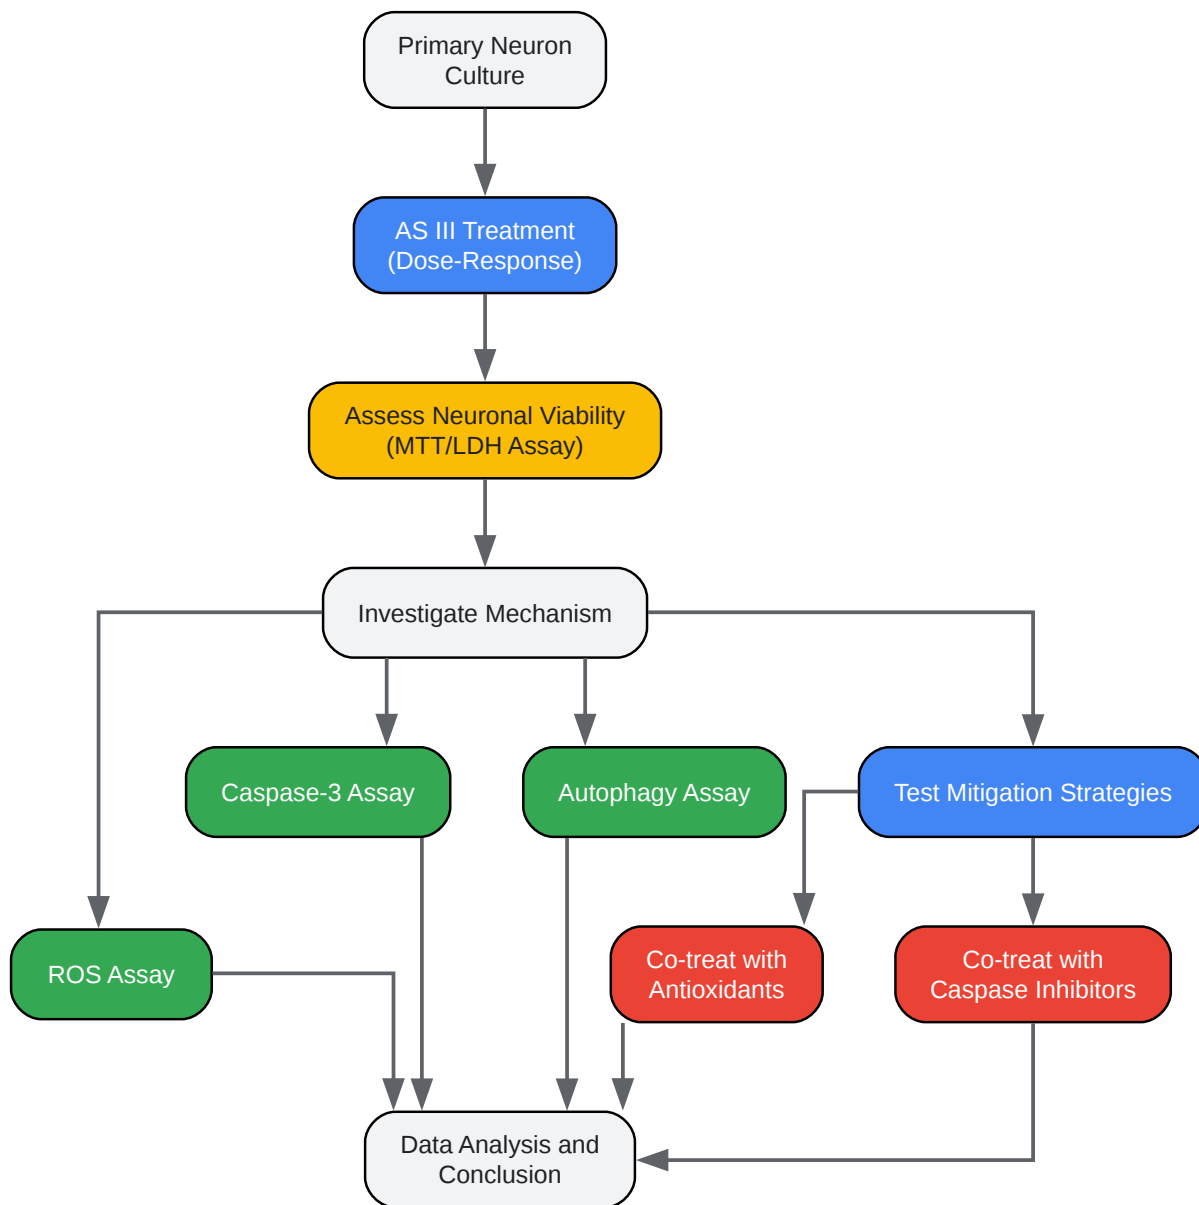 Primary Neuron
Culture
AS III Treatment
(Dose-Response)
Assess Neuronal Viability
(MTT/LDH Assay)
Investigate Mechanism
Caspase-3 Assay
Autophagy Assay
Test Mitigation Strategies
ROS Assay
Co-treat with
Antioxidants
Co-treat with
Caspase Inhibitors
Data Analysis and
Conclusion